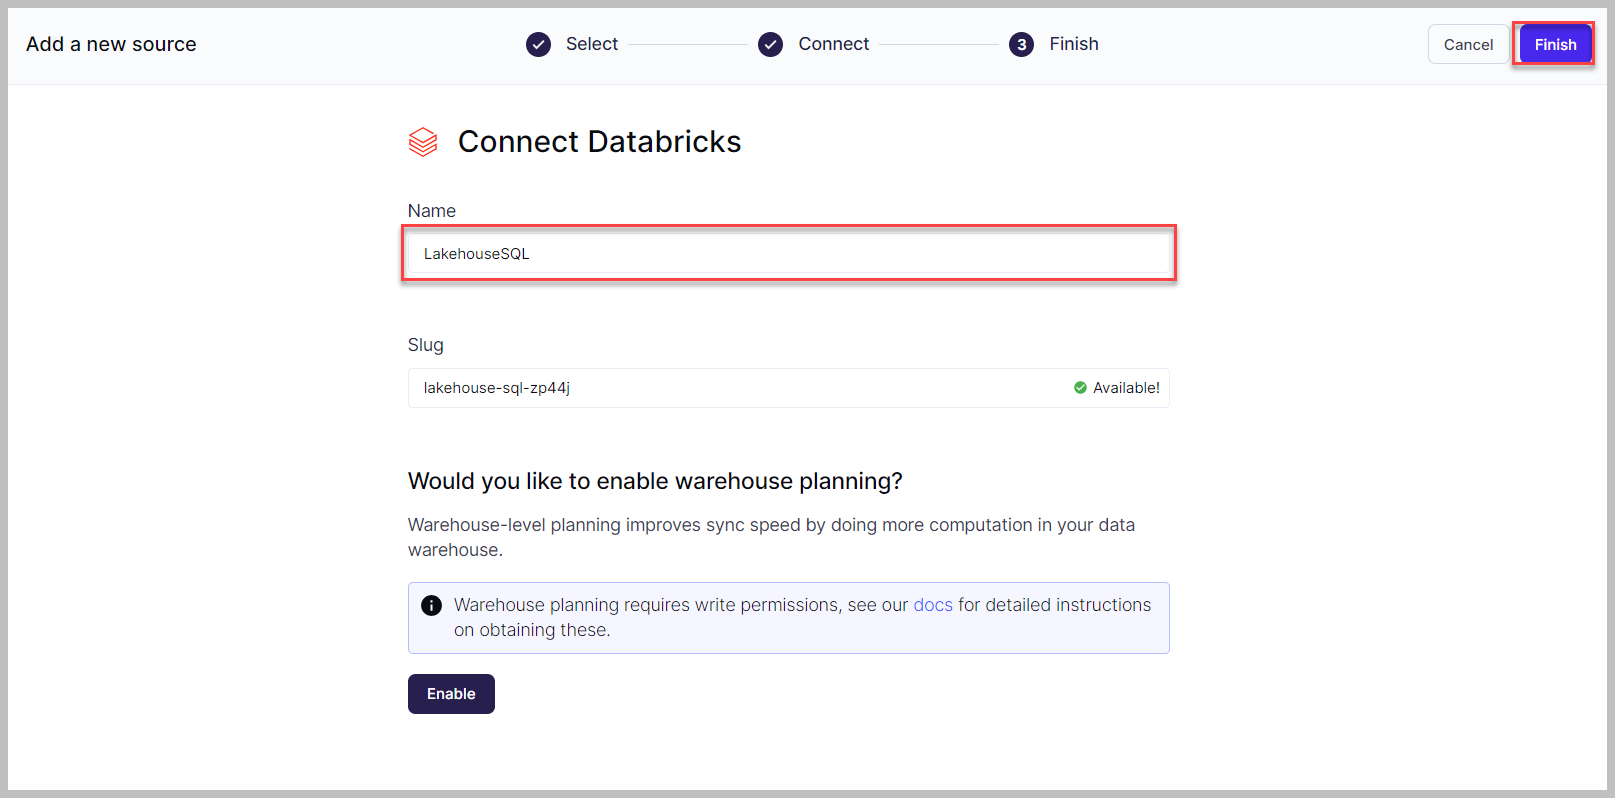 Add a new source
Select
Connect
3
Finish
Cancel
Finish
Connect Databricks
Name
LakehouseSQL
Slug
lakehouse-sql-zp44j
Available!
Would you like to enable warehouse planning?
Warehouse-level planning improves sync speed by doing more computation in your data
warehouse.
Warehouse planning requires write permissions, see our docs for detailed instructions
on obtaining these.
Enable